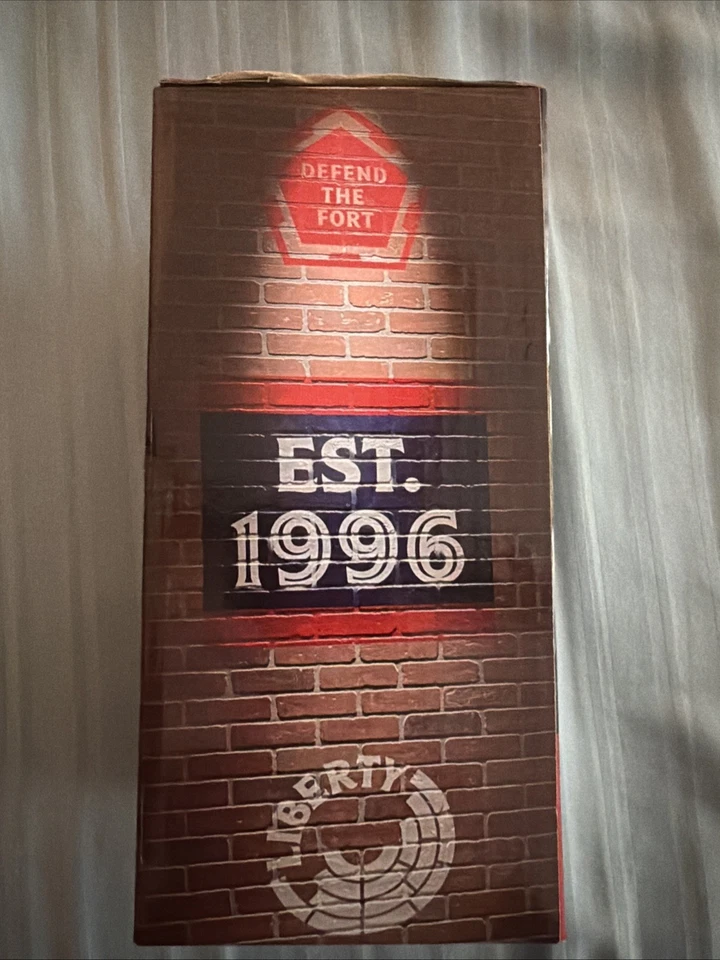 DEFEND
THE
FORT
EST.
1996
LIBERTY